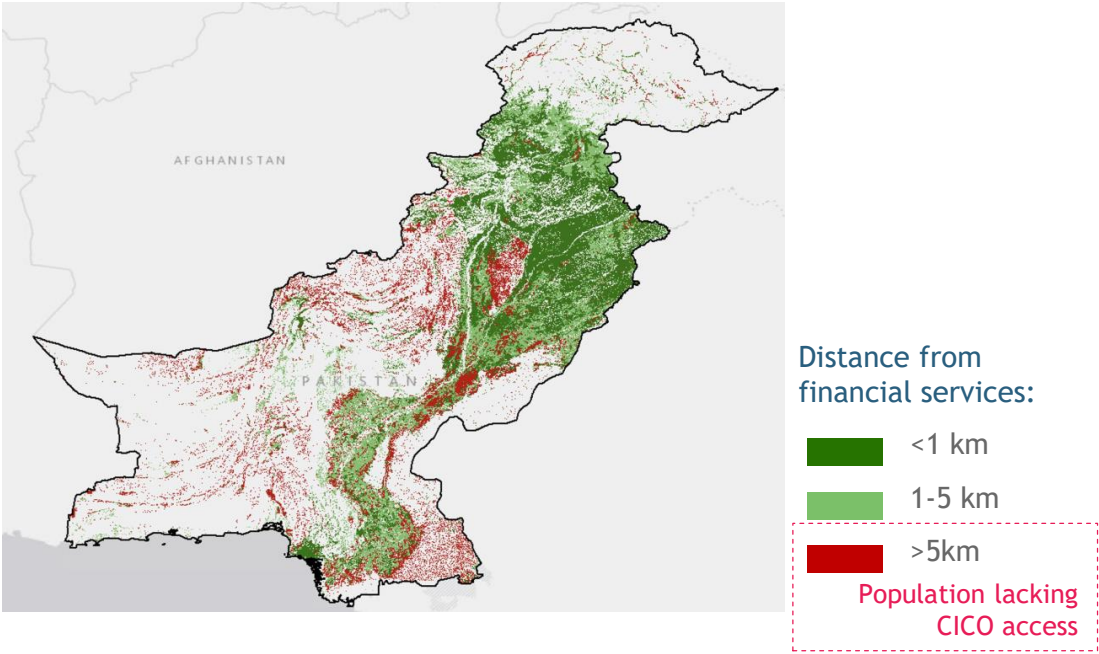 AFGHANISTAN
PAKISTAN
Distance from
financial services:
<1 km
1-5 km
>5km
Population lacking
CICO access